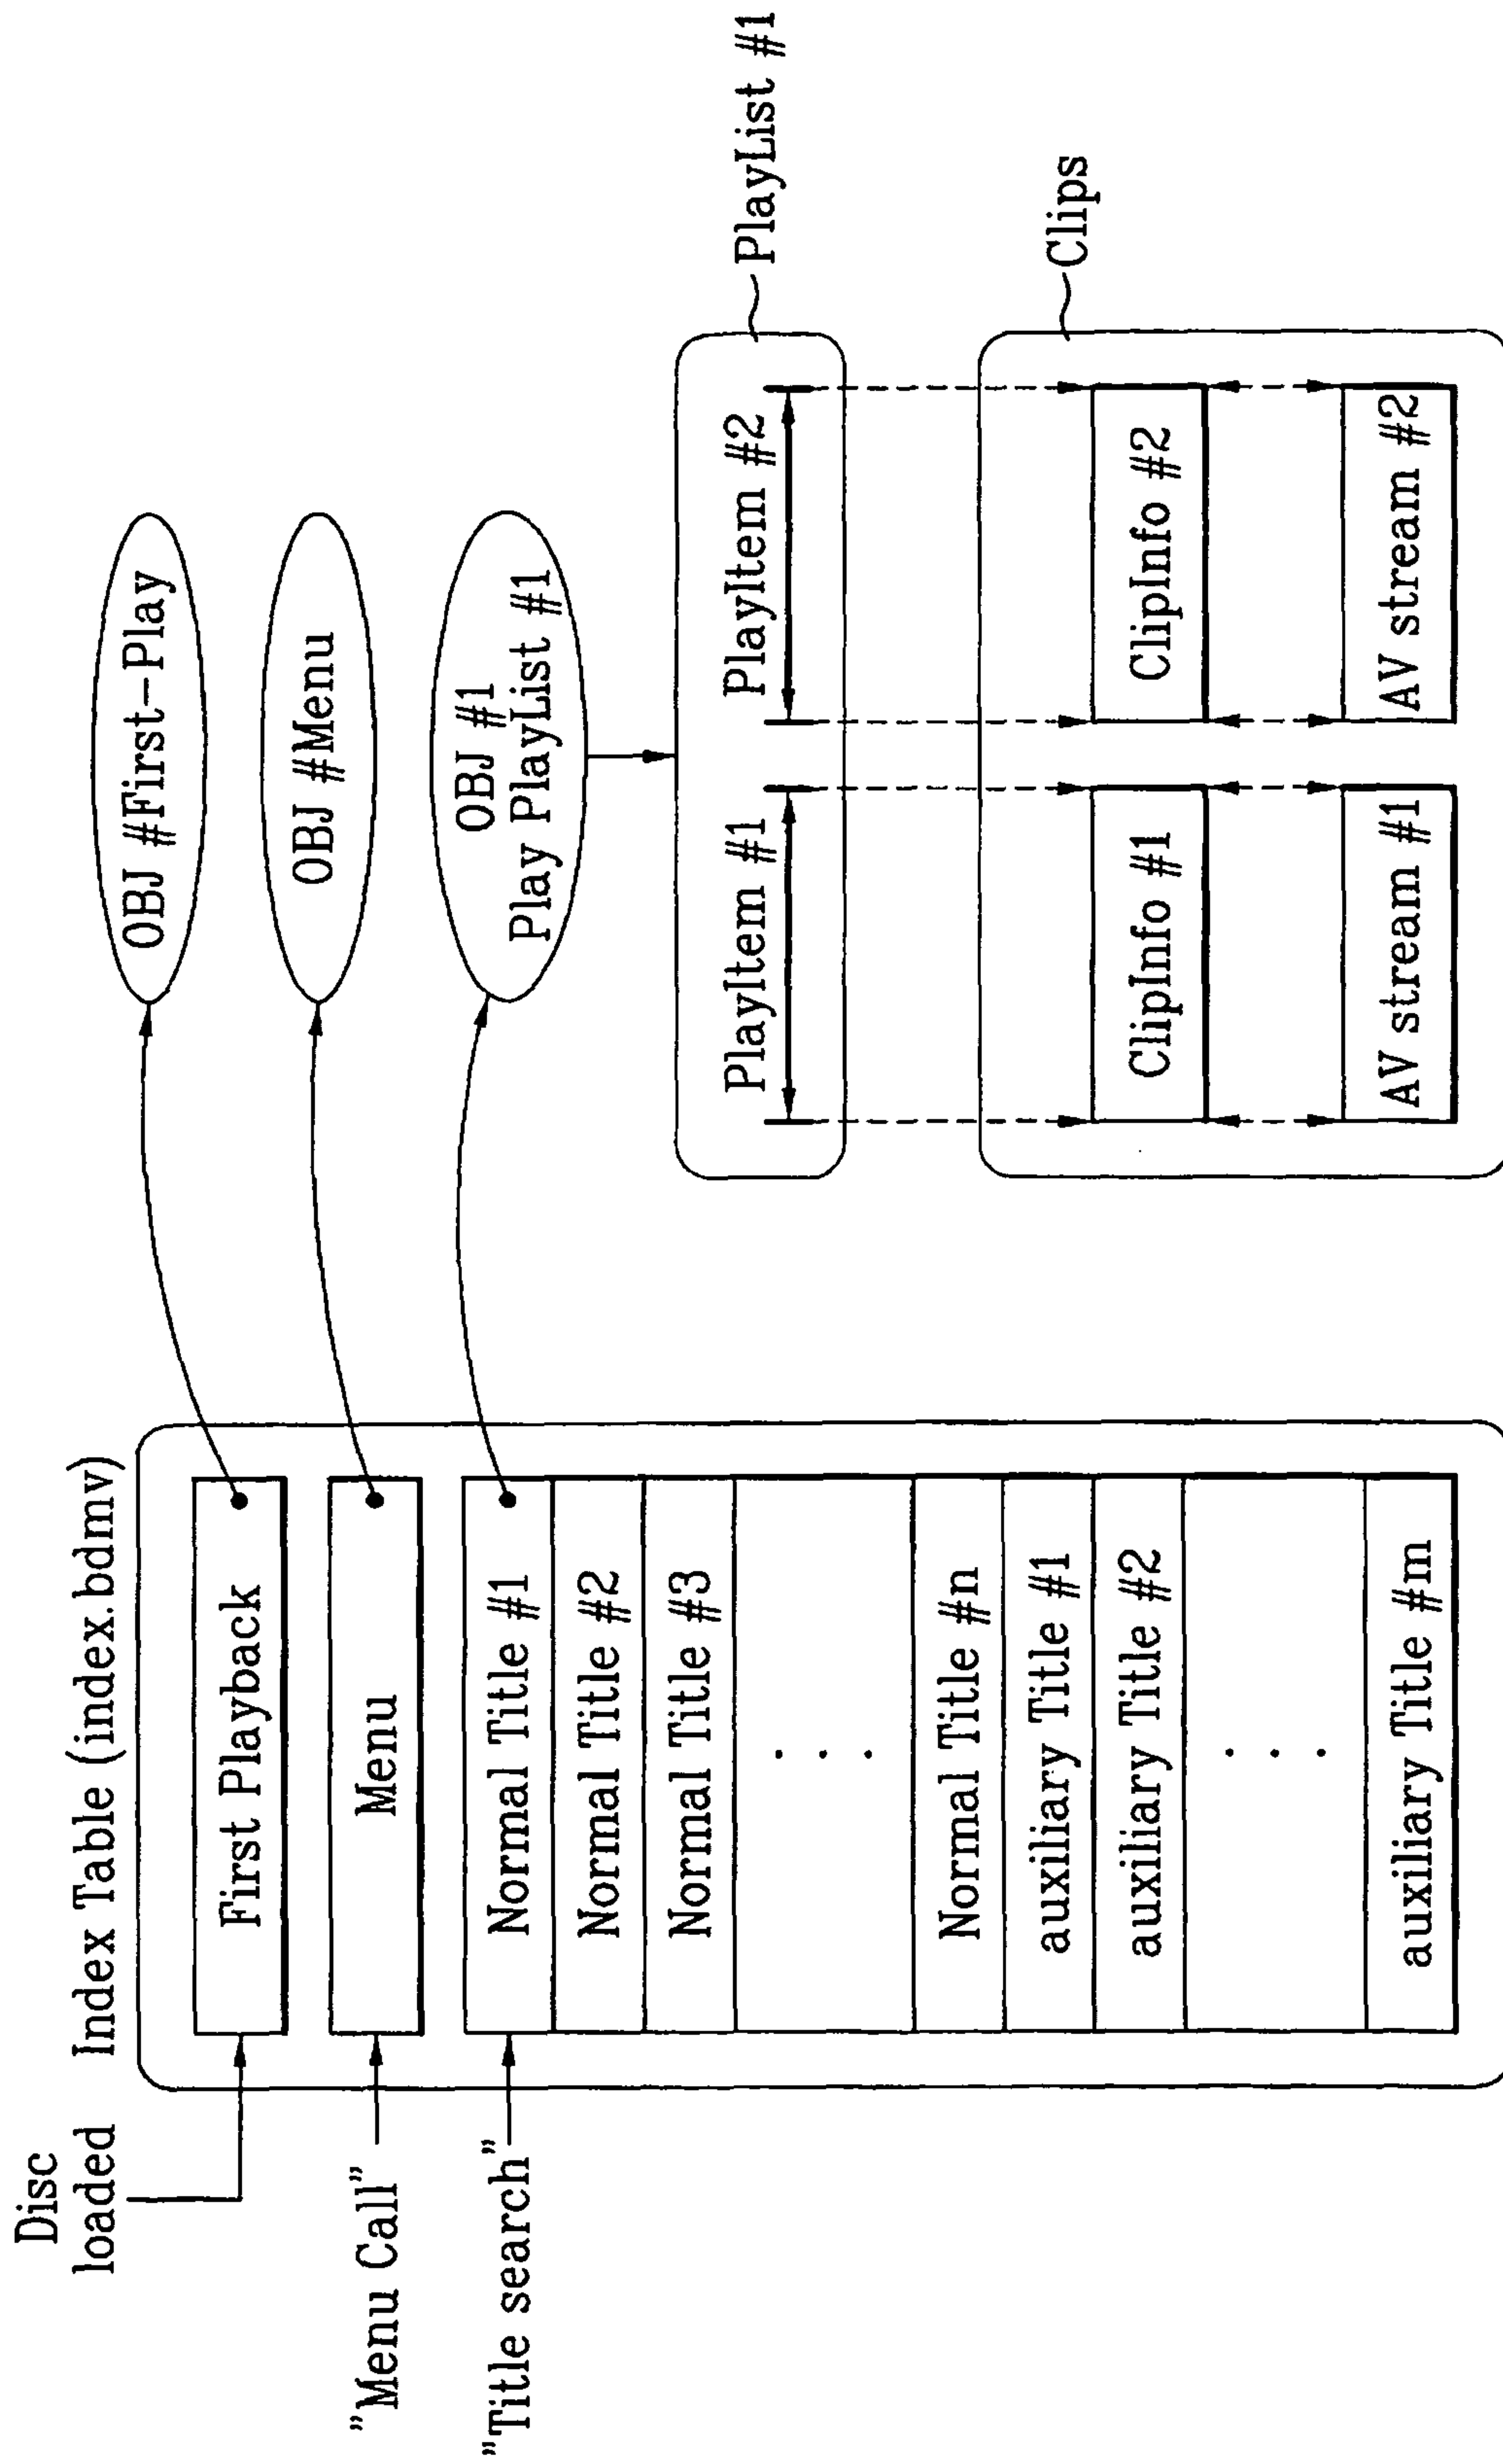 Disc
loaded
"Menu Call"
"Title search"
Index Table (index.bdmv)
First Playback
Menu
Normal Title #1
Normal Title #2
Normal Title #3
. . .
Normal Title #n
auxiliary Title #1
auxiliary Title #2
. . .
auxiliary Title #m
OBJ #First-Play
OBJ #Menu
OBJ #1
Play PlayList #1
PlayList #1
PlayItem #1
PlayItem #2
Clips
ClipInfo #1
ClipInfo #2
AV stream #1
AV stream #2